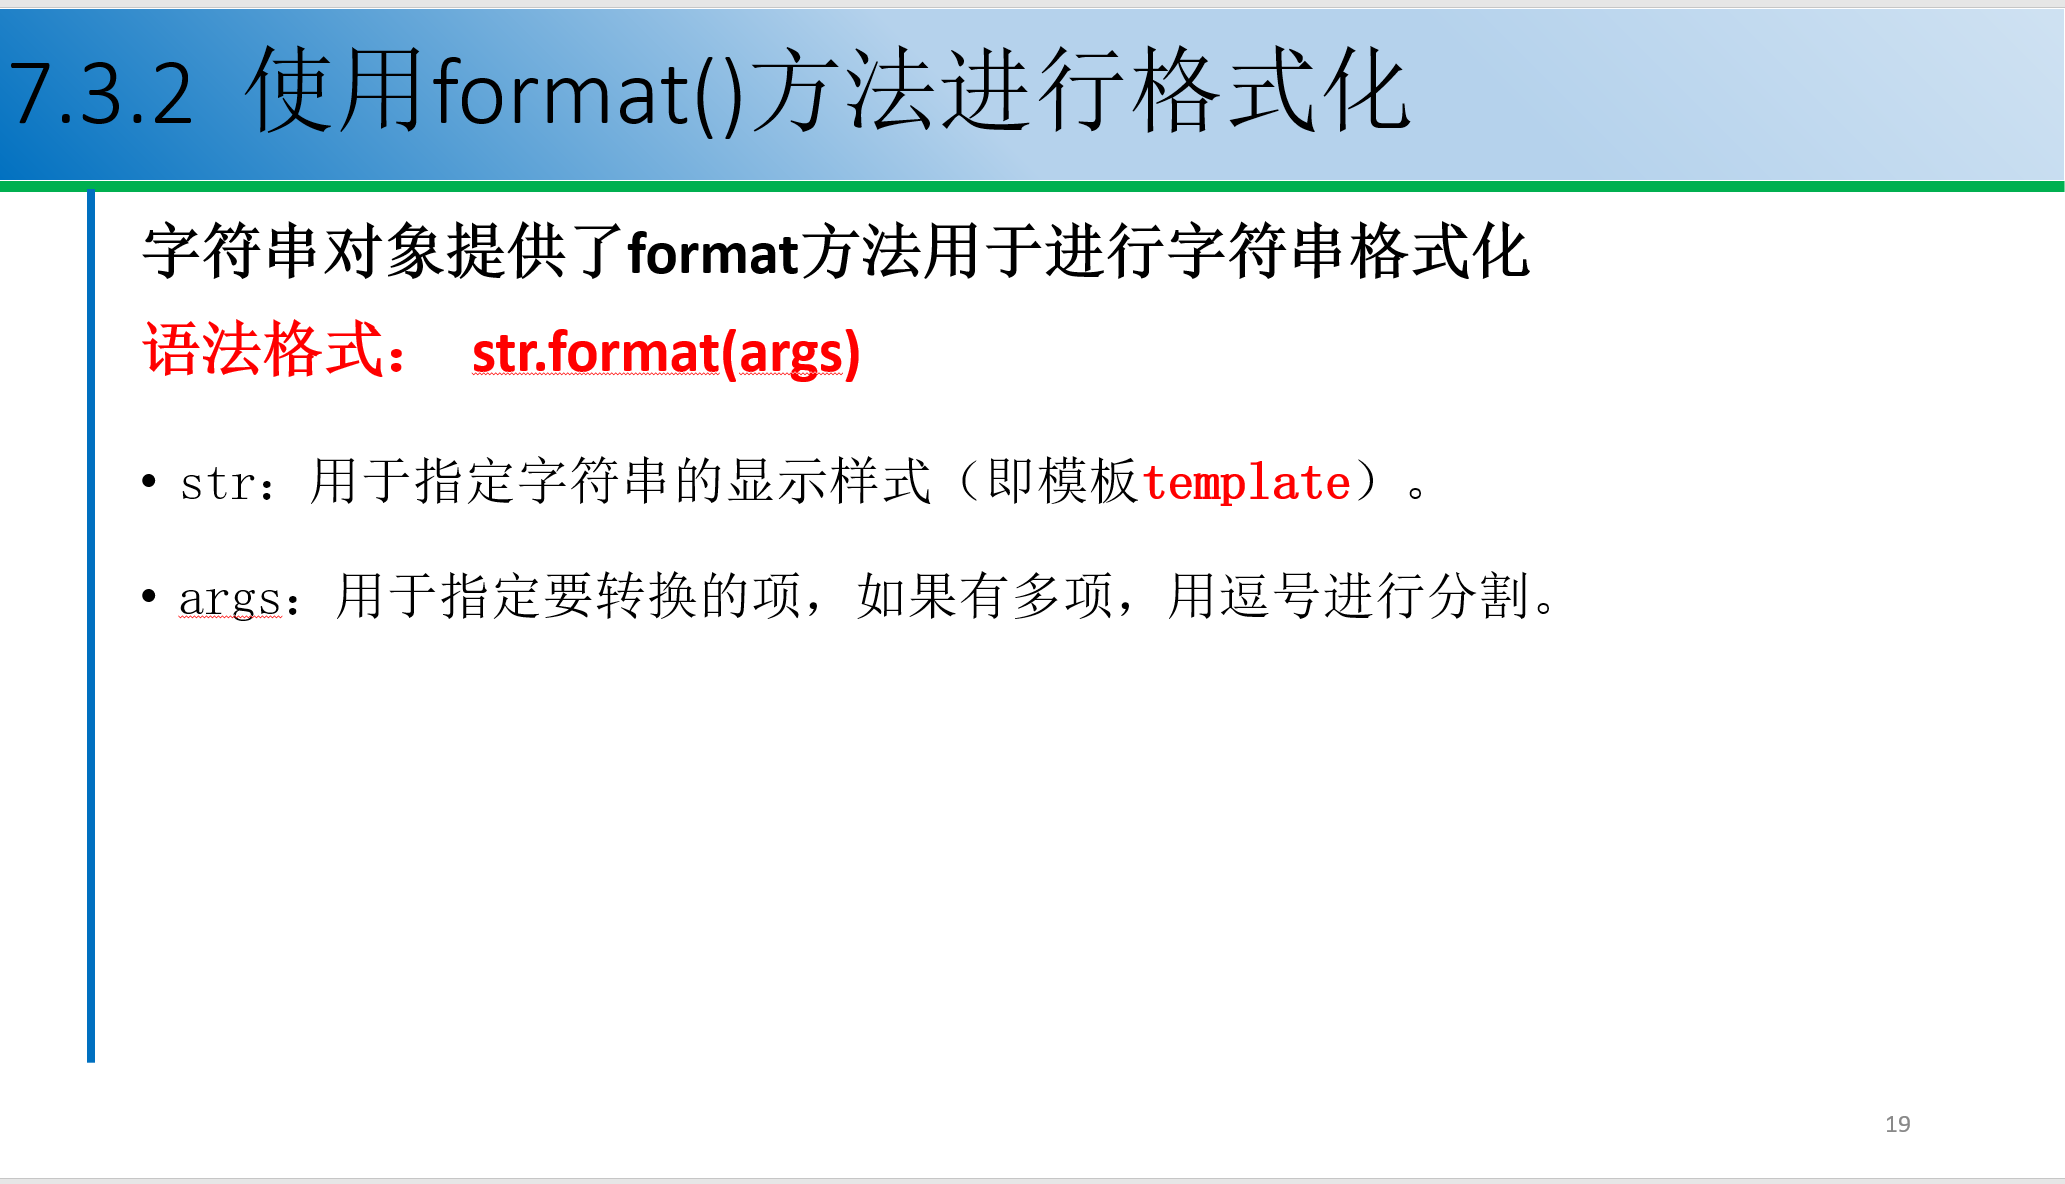 7.3.2 使用format()方法进行格式化
字符串对象提供了format方法用于进行字符串格式化
语法格式： str.format(args)
• str：用于指定字符串的显示样式（即模板template）。
• args：用于指定要转换的项，如果有多项，用逗号进行分割。
19